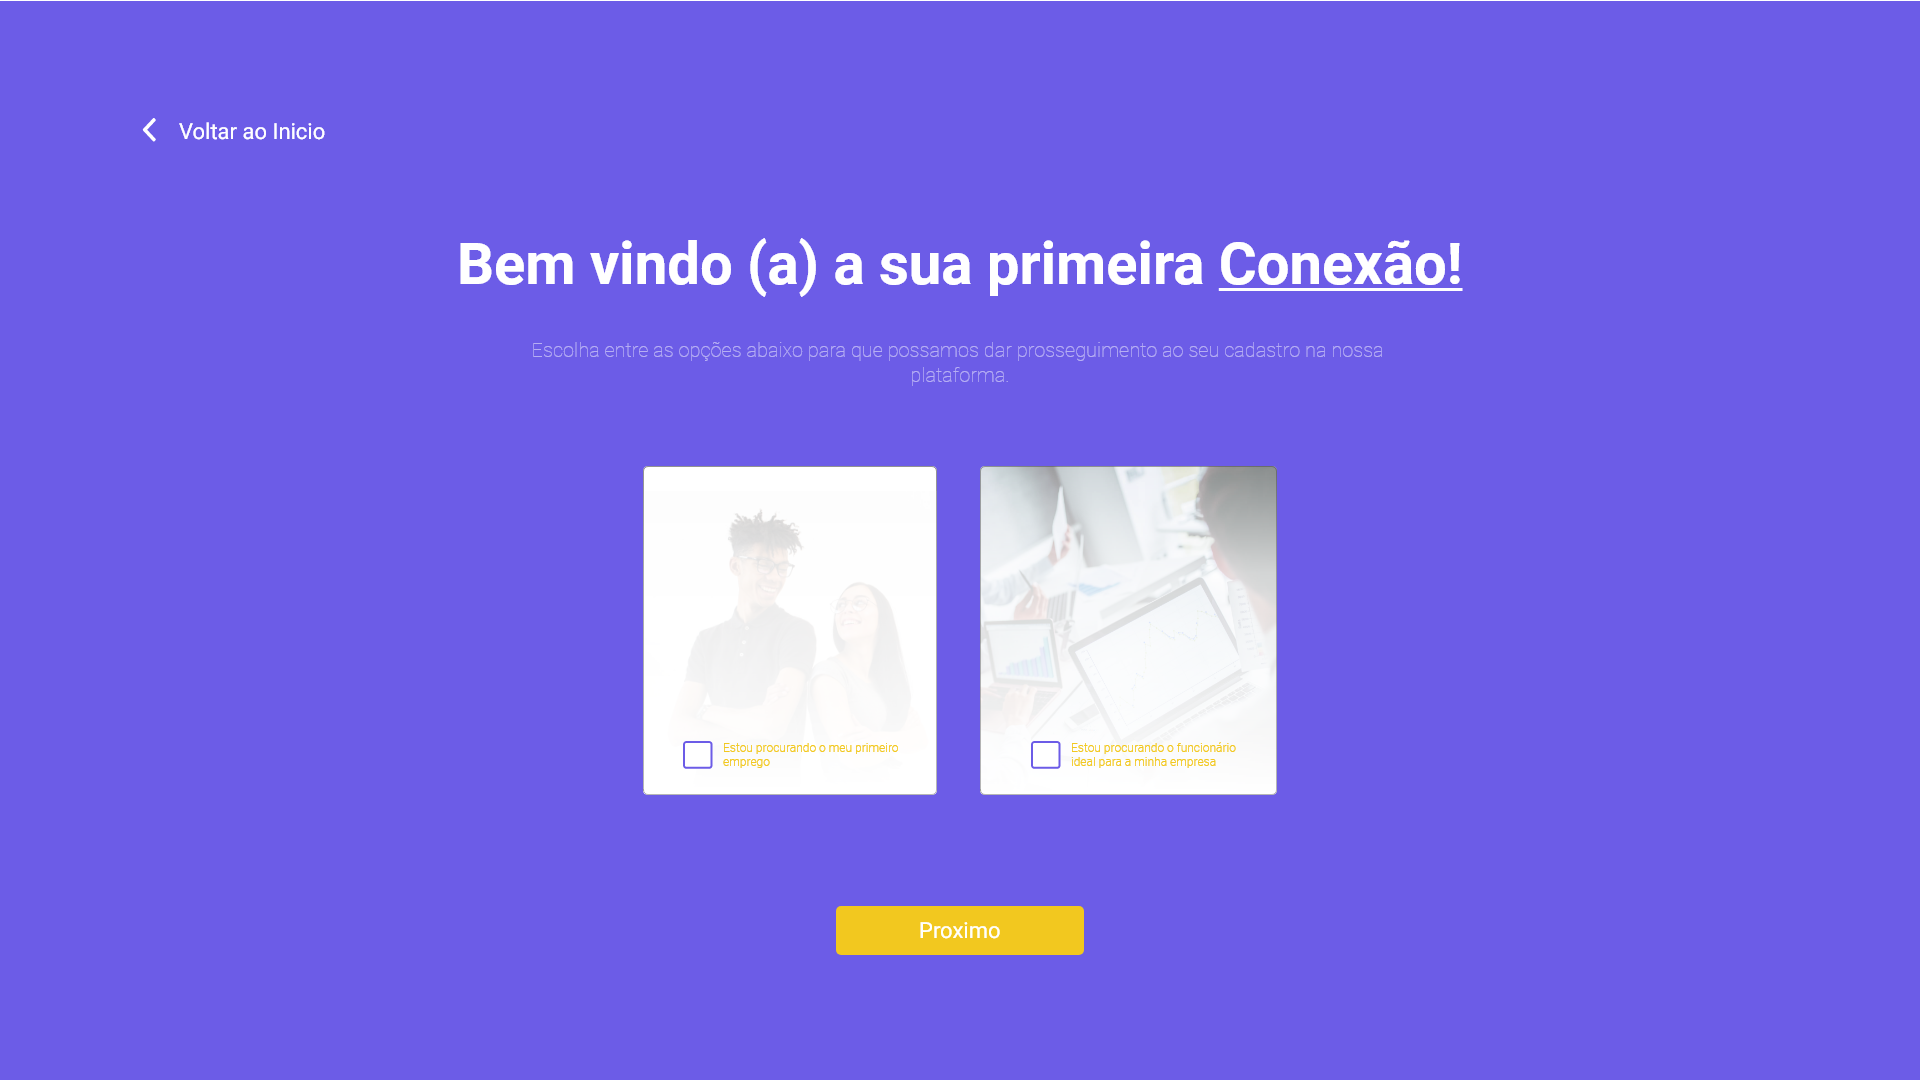 Voltar ao Inicio
Bem vindo (a) a sua primeira Conexão!
Escolha entre as opções abaixo para que possamos dar prosseguimento ao seu cadastro na nossa
plataforma.
Estou procurando o meu primeiro
emprego
Estou procurando o funcionário
ideal para a minha empresa
Proximo